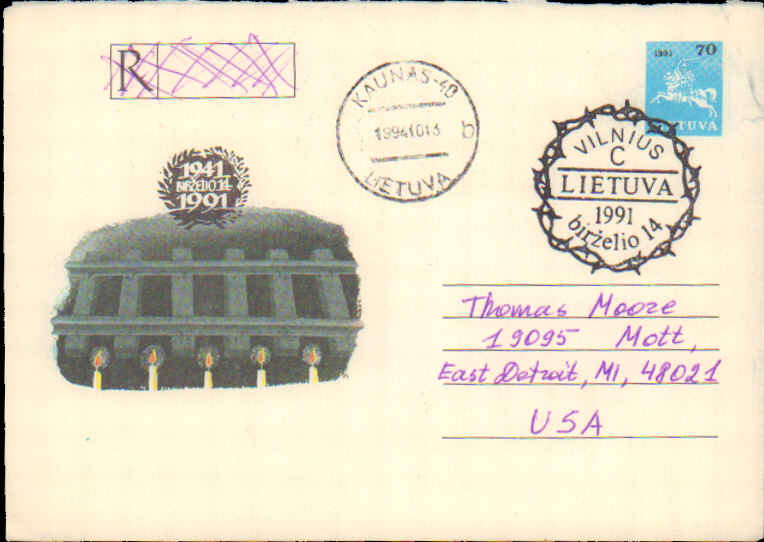 R
KAUNAS-40
19941013
b
LIETUVA
1991 70
LIETUVA
VILNIUS
C
LIETUVA
1991
birželio 14
1941
BIRŽELIO 14
1991
Thomas Moore
19095 Mott,
East Detroit, MI, 48021
USA